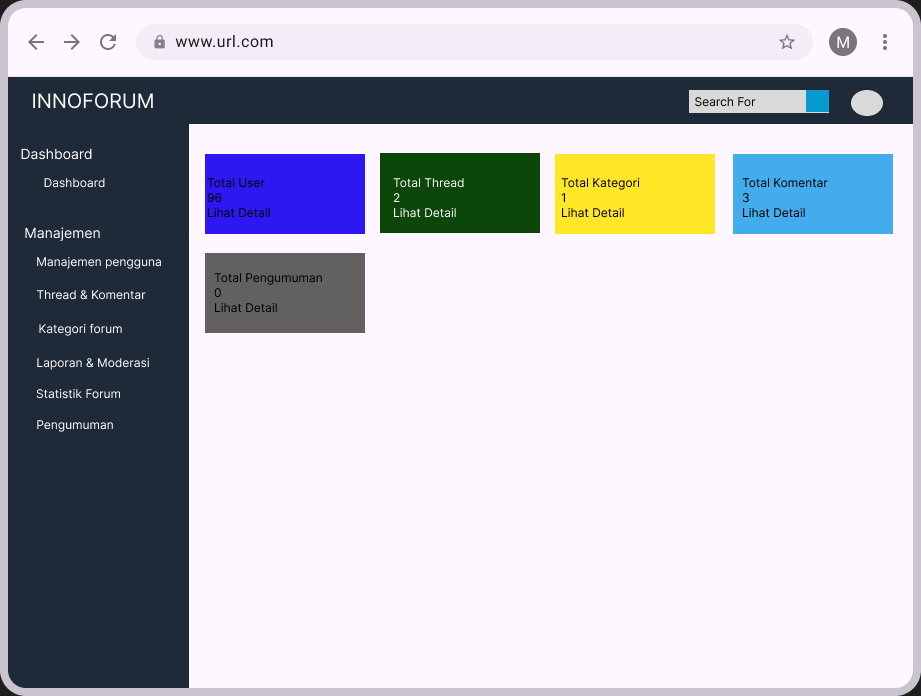 www.url.com
M
INNOFORUM
Search For
Dashboard
Dashboard
Manajemen
Manajemen pengguna
Thread & Komentar
Kategori forum
Laporan & Moderasi
Statistik Forum
Pengumuman
Total User
96
Lihat Detail
Total Thread
2
Lihat Detail
Total Kategori
1
Lihat Detail
Total Komentar
3
Lihat Detail
Total Pengumuman
0
Lihat Detail